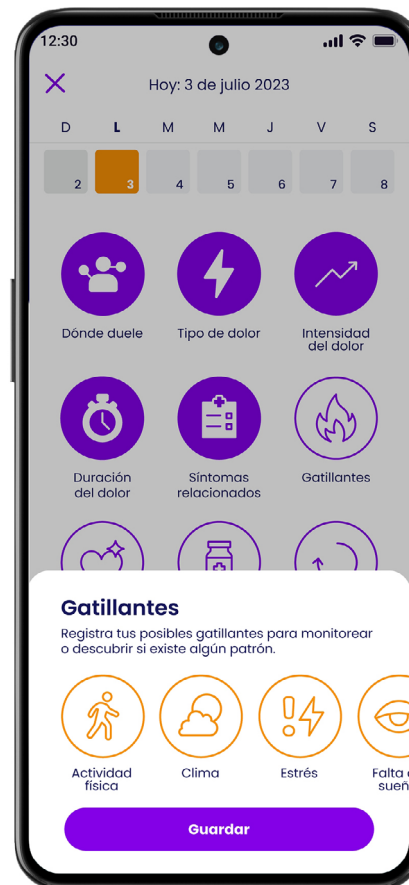 12:30
Hoy: 3 de julio 2023
D L M M J V S
2 3 4 5 6 7 8
Dónde duele
Tipo de dolor
Intensidad
del dolor
Duración
del dolor
Síntomas
relacionados
Gatillantes
Gatillantes
Registra tus posibles gatillantes para monitorear
o descubrir si existe algún patrón.
Actividad
física
Clima
Estrés
Falta
Guardar